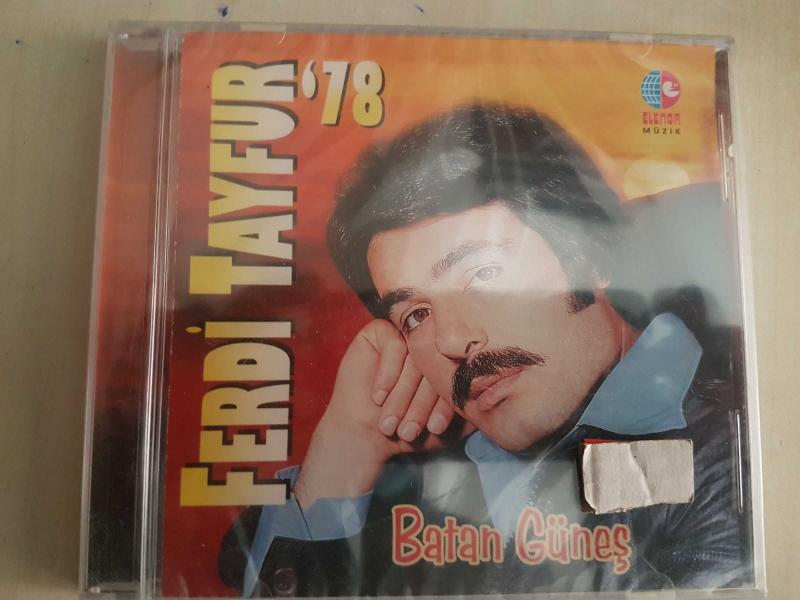 FERDİ TAYFUR
'78
ELENOR
MÜZİK
Batan Güneş